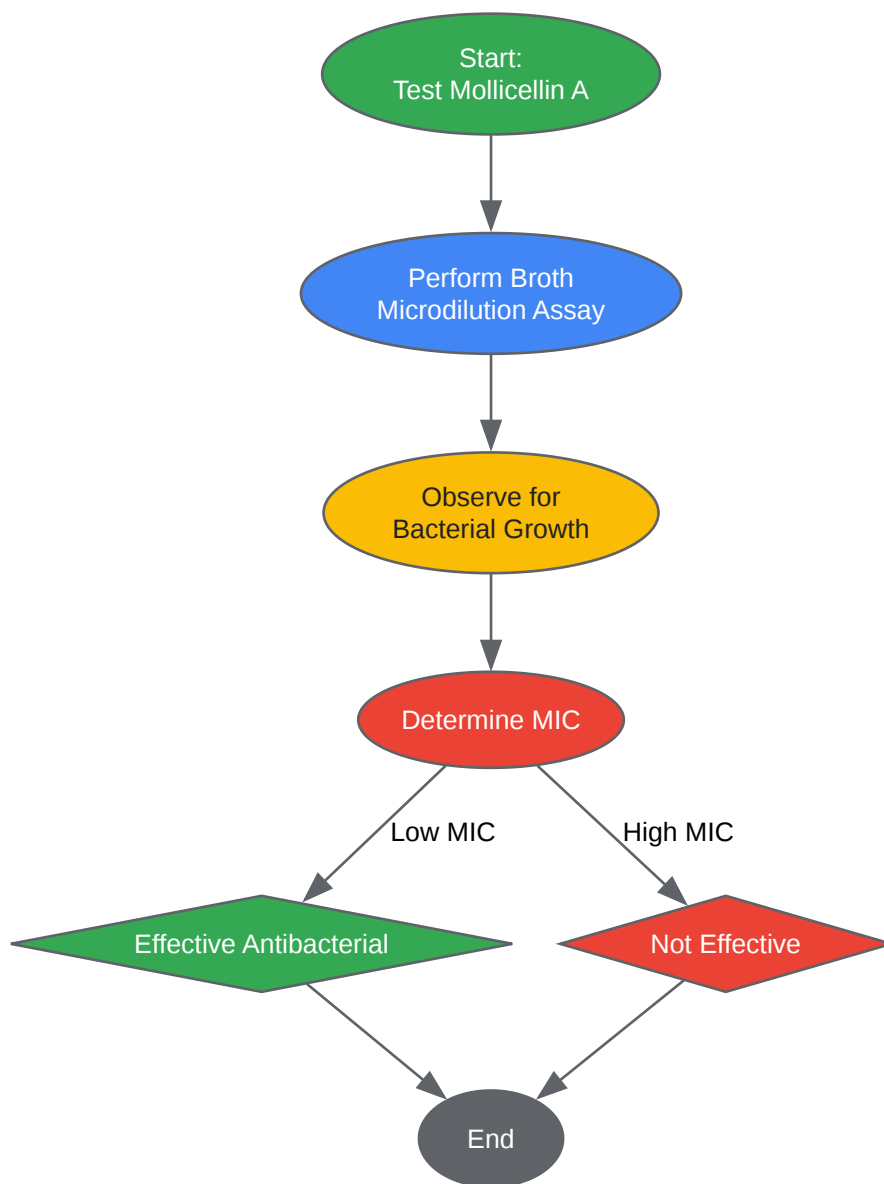 Start:
Test Mollicellin A
Perform Broth
Microdilution Assay
Observe for
Bacterial Growth
Determine MIC
Low MIC
High MIC
Effective Antibacterial
Not Effective
End